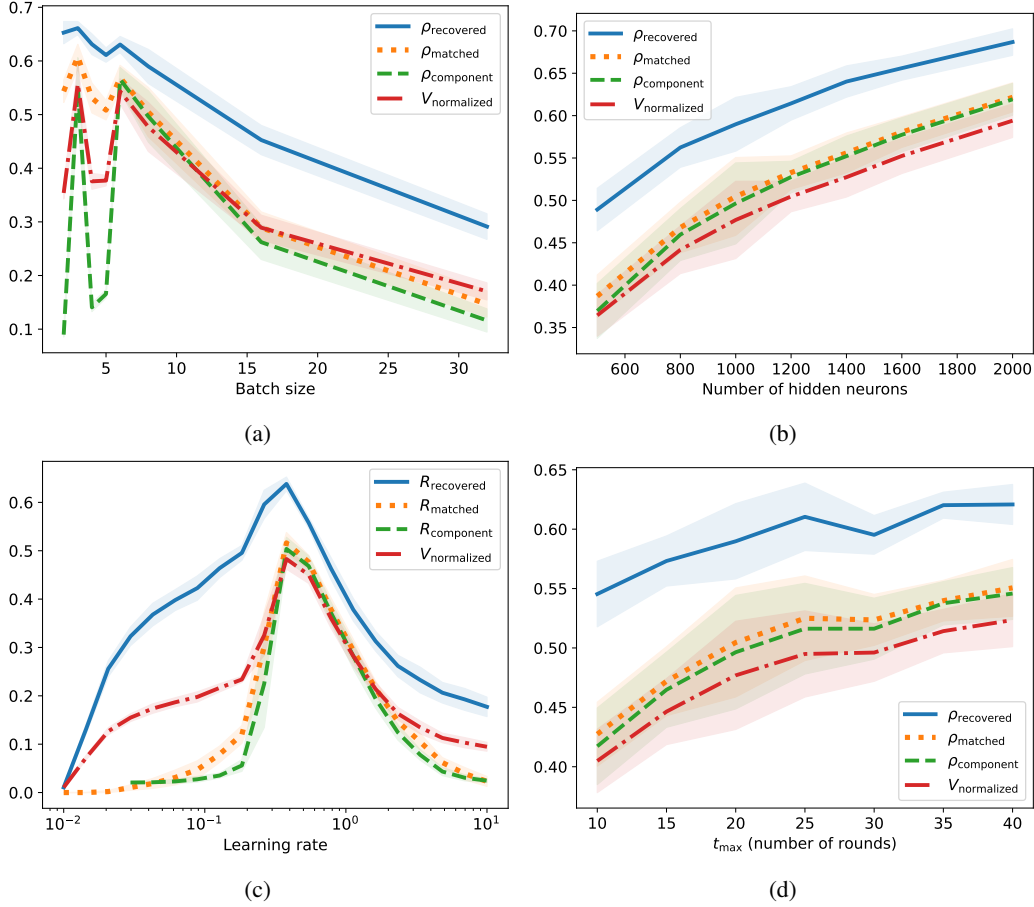 0.7
0.6
0.5
0.4
0.3
0.2
0.1
5 10 15 20 25 30
Batch size
ρrecovered
ρmatched
ρcomponent
Vnormalized
(a)
0.70
0.65
0.60
0.55
0.50
0.45
0.40
0.35
600 800 1000 1200 1400 1600 1800 2000
Number of hidden neurons
ρrecovered
ρmatched
ρcomponent
Vnormalized
(b)
0.6
0.5
0.4
0.3
0.2
0.1
0.0
10⁻² 10⁻¹ 10⁰ 10¹
Learning rate
Rrecovered
Rmatched
Rcomponent
Vnormalized
(c)
0.65
0.60
0.55
0.50
0.45
0.40
10 15 20 25 30 35 40
tmax (number of rounds)
ρrecovered
ρmatched
ρcomponent
Vnormalized
(d)